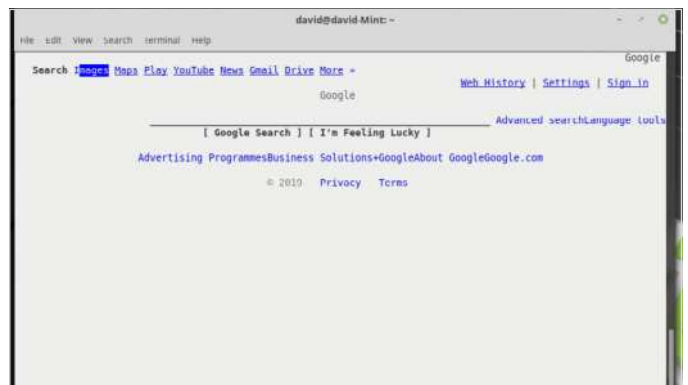 david@david-Mint: ~
File Edit View Search Terminal Help
Google
Search Images Maps Play YouTube News Gmail Drive More »
Web History | Settings | Sign in
Google
Advanced searchLanguage tools
[ Google Search ] [ I'm Feeling Lucky ]
Advertising ProgrammesBusiness Solutions+GoogleAbout GoogleGoogle.com
© 2019 Privacy Terms